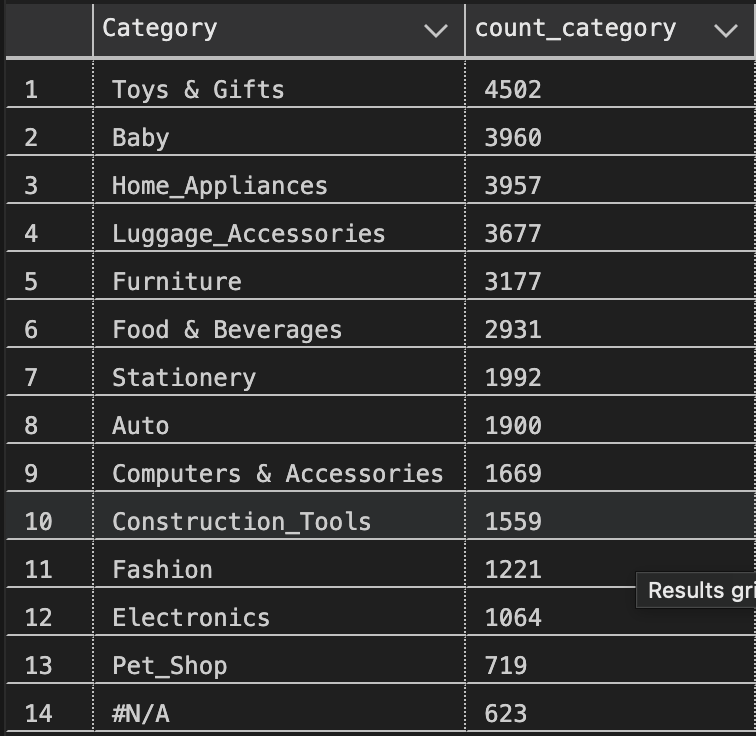 Category count_category
1 Toys & Gifts 4502
2 Baby 3960
3 Home_Appliances 3957
4 Luggage_Accessories 3677
5 Furniture 3177
6 Food & Beverages 2931
7 Stationery 1992
8 Auto 1900
9 Computers & Accessories 1669
10 Construction_Tools 1559
11 Fashion 1221
Results gri
12 Electronics 1064
13 Pet_Shop 719
14 #N/A 623